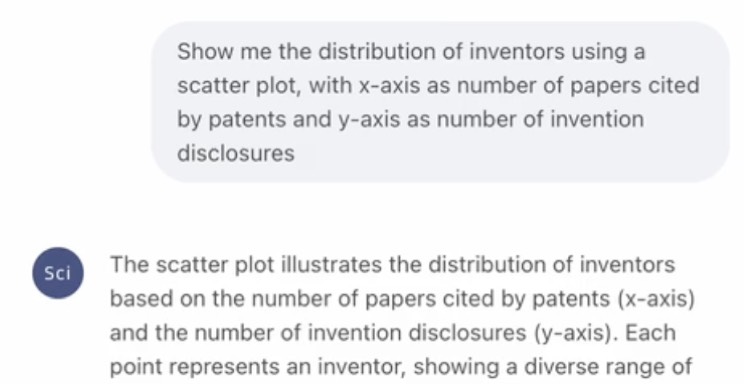 Show me the distribution of inventors using a
scatter plot, with x-axis as number of papers cited
by patents and y-axis as number of invention
disclosures
Sci
The scatter plot illustrates the distribution of inventors
based on the number of papers cited by patents (x-axis)
and the number of invention disclosures (y-axis). Each
point represents an inventor, showing a diverse range of